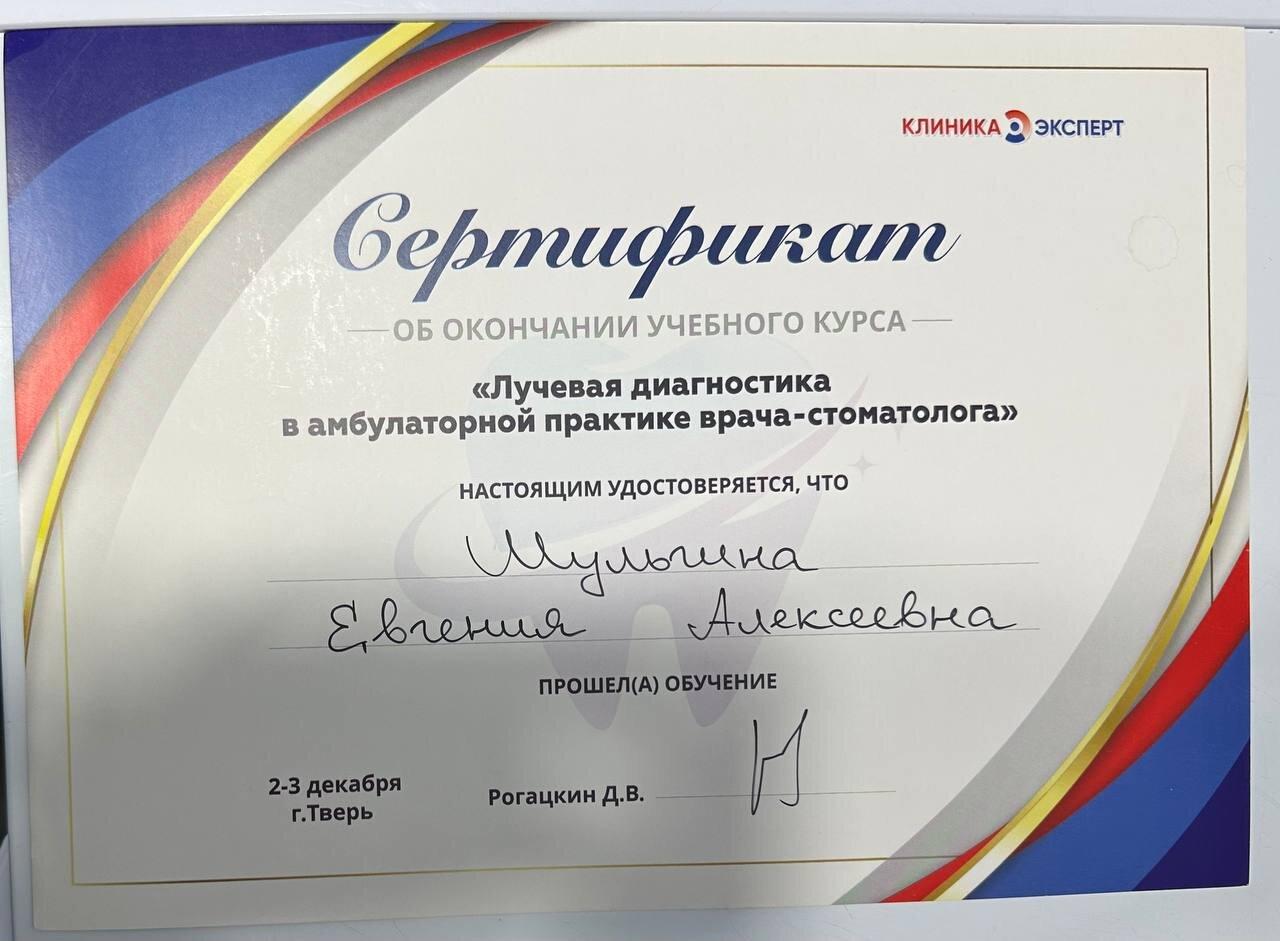 КЛИНИКА ЭКСПЕРТ
Сертификат
ОБ ОКОНЧАНИИ УЧЕБНОГО КУРСА
«Лучевая диагностика
в амбулаторной практике врача-стоматолога»
НАСТОЯЩИМ УДОСТОВЕРЯЕТСЯ, ЧТО
Шульгина
Евгения Алексеевна
ПРОШЕЛ(А) ОБУЧЕНИЕ
2-3 декабря
г.Тверь
Рогацкин Д.В.